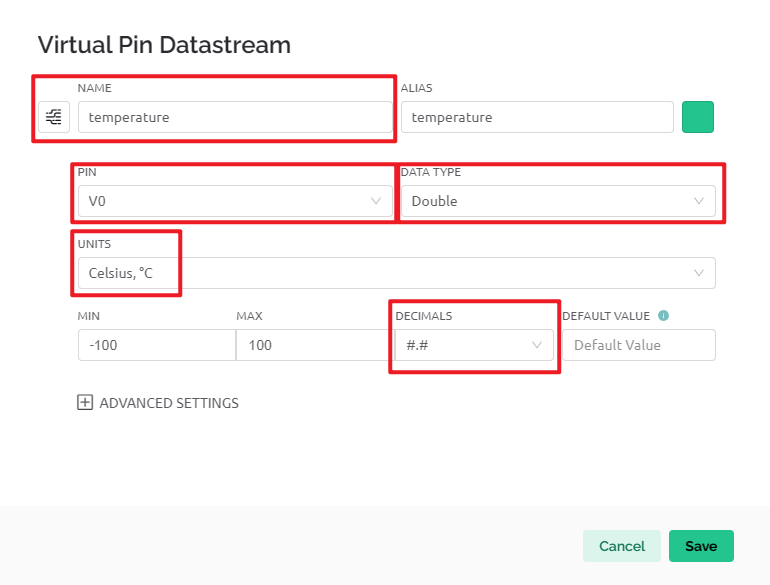 Virtual Pin Datastream
NAME ALIAS
temperature temperature
PIN DATA TYPE
V0 Double
UNITS
Celsius, °C
MIN MAX DECIMALS DEFAULT VALUE
-100 100 #.# Default Value
ADVANCED SETTINGS
Cancel Save